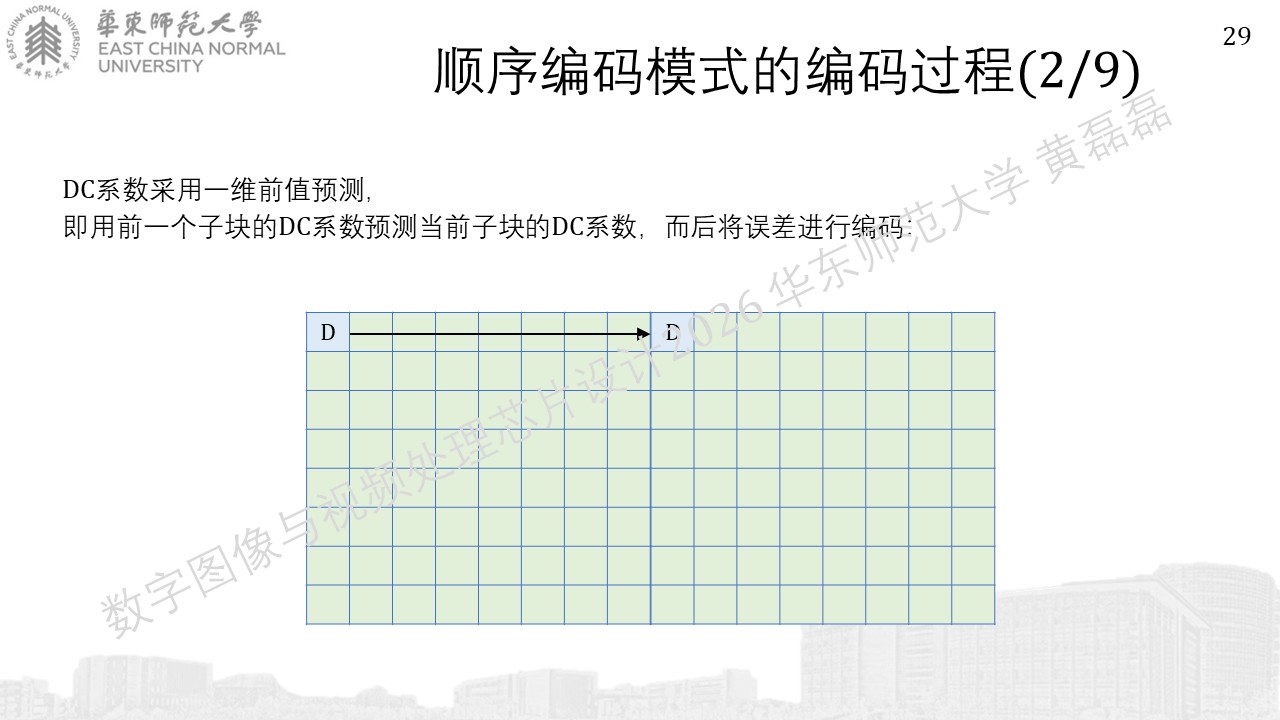 華東師範大學
EAST CHINA NORMAL
UNIVERSITY
29
顺序编码模式的编码过程(2/9)
DC系数采用一维前值预测，
即用前一个子块的DC系数预测当前子块的DC系数，而后将误差进行编码：
D D
数字图像与视频处理芯片设计2026 华东师范大学 黄磊磊